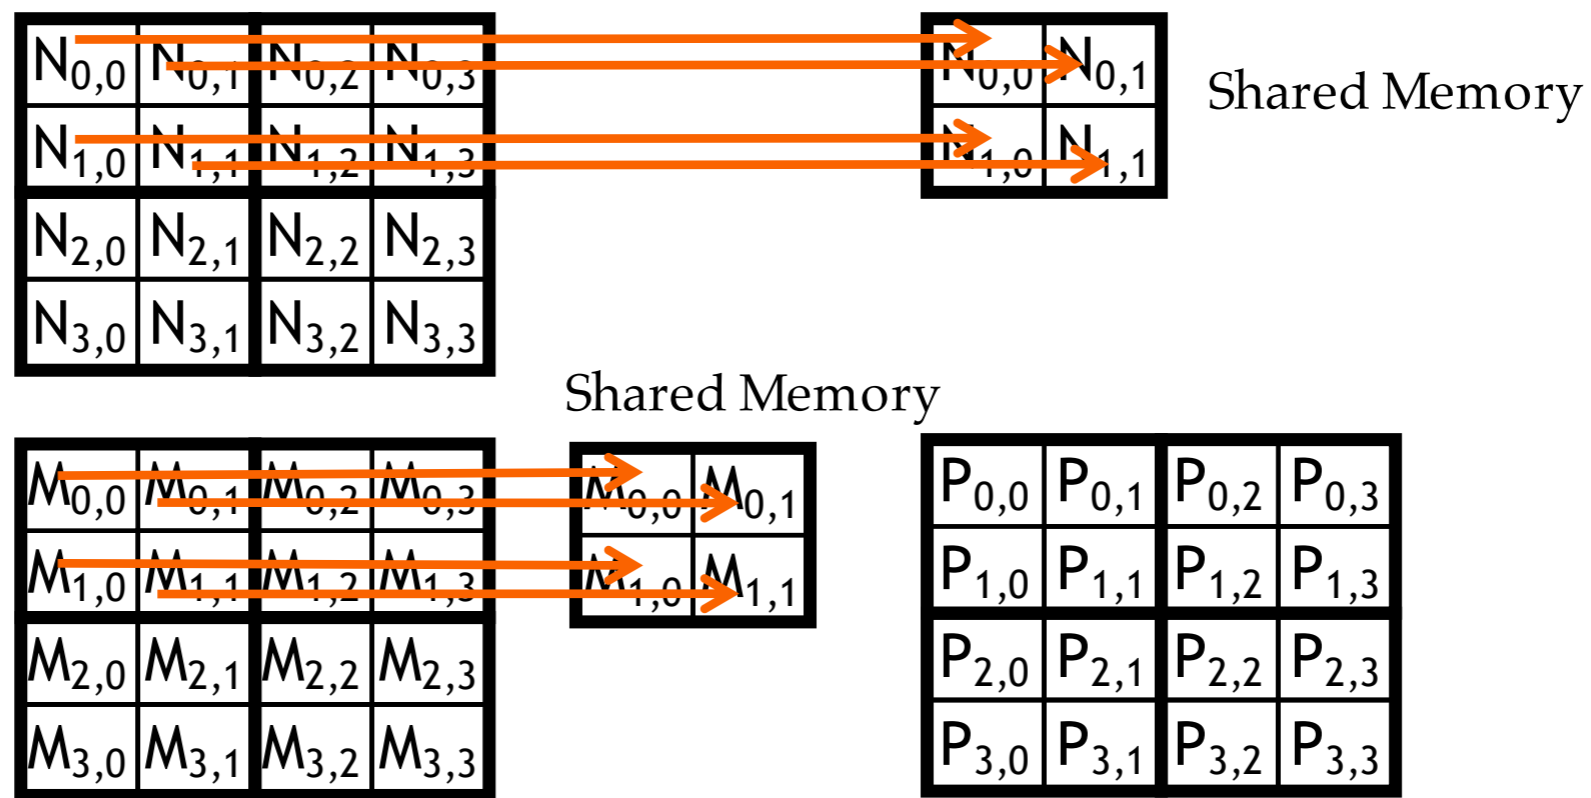 N0,0 N0,1 N0,2 N0,3
N1,0 N1,1 N1,2 N1,3
N2,0 N2,1 N2,2 N2,3
N3,0 N3,1 N3,2 N3,3
N0,0 N0,1
N1,0 N1,1
Shared Memory
Shared Memory
M0,0 M0,1 M0,2 M0,3
M1,0 M1,1 M1,2 M1,3
M2,0 M2,1 M2,2 M2,3
M3,0 M3,1 M3,2 M3,3
M0,0 M0,1
M1,0 M1,1
P0,0 P0,1 P0,2 P0,3
P1,0 P1,1 P1,2 P1,3
P2,0 P2,1 P2,2 P2,3
P3,0 P3,1 P3,2 P3,3